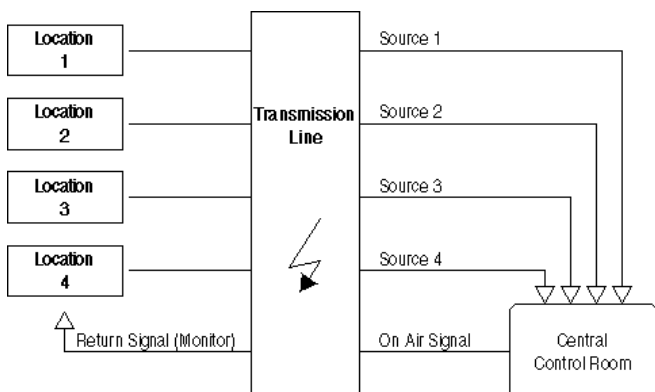 Location
1
Source 1
Location
2
Transmission
Line
Source 2
Location
3
Source 3
Location
4
Source 4
Return Signal (Monitor)
On Air Signal
Central
Control Room